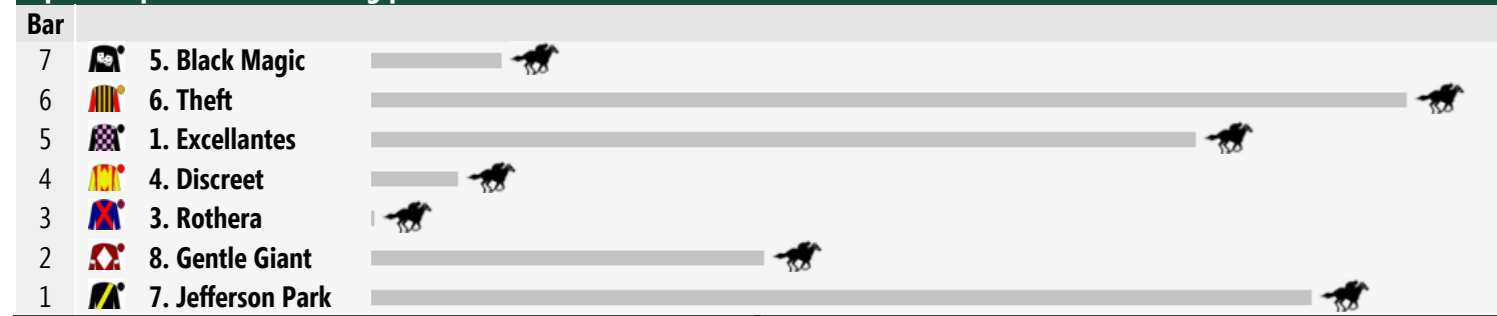 Bar
7 5. Black Magic
6 6. Theft
5 1. Excellantes
4 4. Discreet
3 3. Rothera
2 8. Gentle Giant
1 7. Jefferson Park